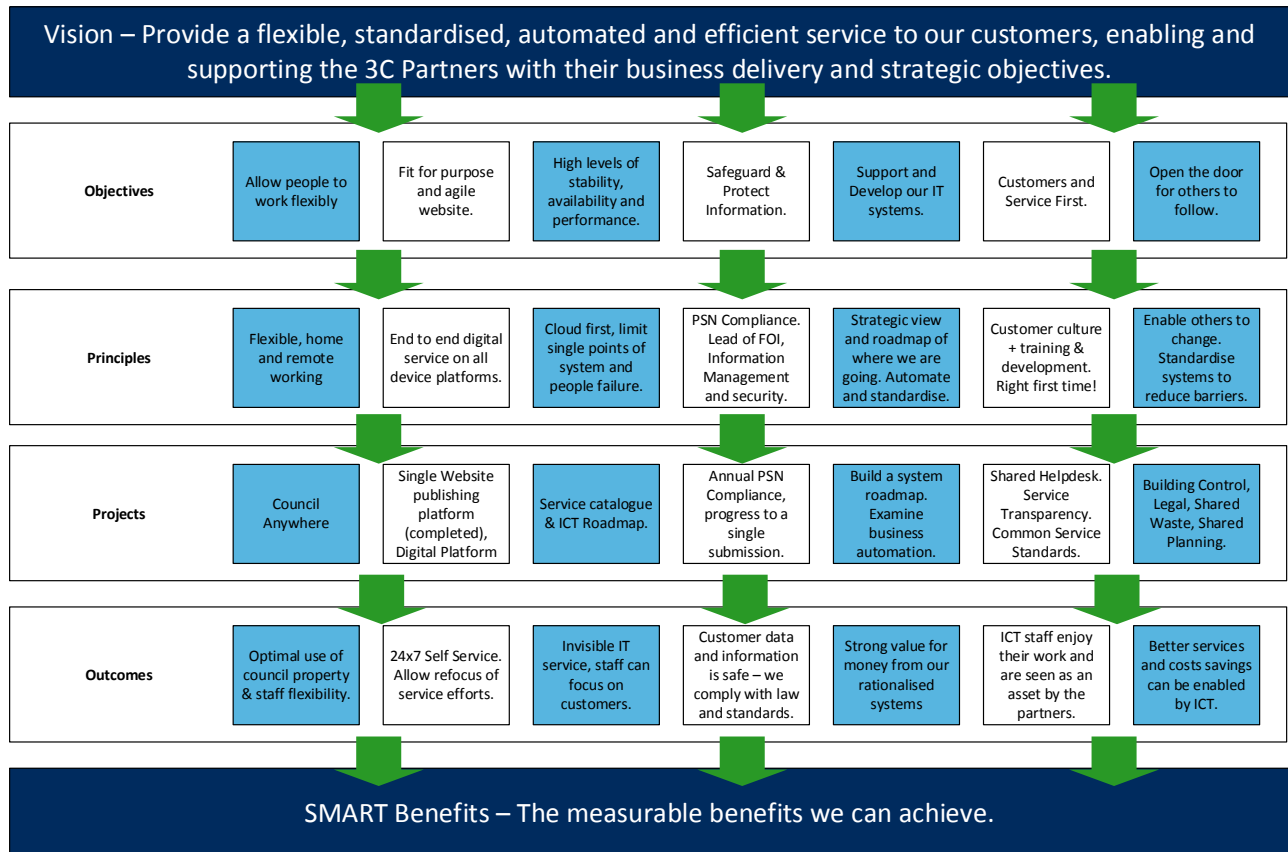 Vision – Provide a flexible, standardised, automated and efficient service to our customers, enabling and
supporting the 3C Partners with their business delivery and strategic objectives.
Objectives
Allow people to
work flexibly
Fit for purpose
and agile
website.
High levels of
stability,
availability and
performance.
Safeguard &
Protect
Information.
Support and
Develop our IT
systems.
Customers and
Service First.
Open the door
for others to
follow.
Principles
Flexible, home
and remote
working
End to end digital
service on all
device platforms.
Cloud first, limit
single points of
system and
people failure.
PSN Compliance.
Lead of FOI,
Information
Management
and security.
Strategic view
and roadmap of
where we are
going. Automate
and standardise.
Customer culture
+ training &
development.
Right first time!
Enable others to
change.
Standardise
systems to
reduce barriers.
Projects
Council
Anywhere
Single Website
publishing
platform
(completed),
Digital Platform
Service catalogue
& ICT Roadmap.
Annual PSN
Compliance,
progress to a
single
submission.
Build a system
roadmap.
Examine
business
automation.
Shared Helpdesk.
Service
Transparency.
Common Service
Standards.
Building Control,
Legal, Shared
Waste, Shared
Planning.
Outcomes
Optimal use of
council property
& staff flexibility.
24x7 Self Service.
Allow refocus of
service efforts.
Invisible IT
service, staff can
focus on
customers.
Customer data
and information
is safe – we
comply with law
and standards.
Strong value for
money from our
rationalised
systems
ICT staff enjoy
their work and
are seen as an
asset by the
partners.
Better services
and costs savings
can be enabled
by ICT.
SMART Benefits – The measurable benefits we can achieve.